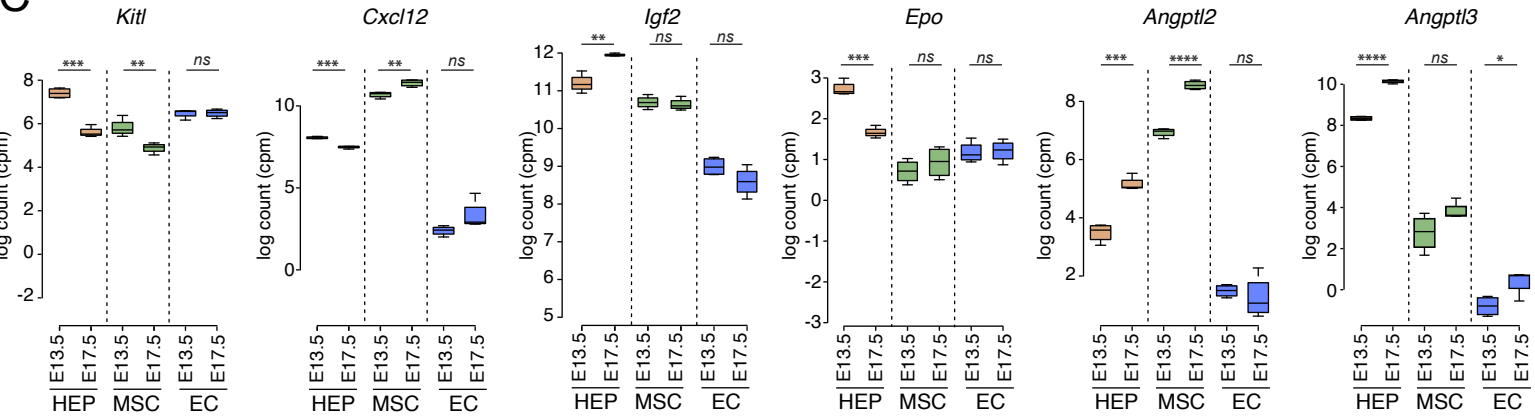 C
Kitl Cxcl12 Igf2 Epo Angptl2 Angptl3
*** ** ns
log count (cpm)
8
6
4
2
0
-2
E13.5 E17.5 E13.5 E17.5 E13.5 E17.5
HEP MSC EC
*** ** ns
log count (cpm)
10
5
0
E13.5 E17.5 E13.5 E17.5 E13.5 E17.5
HEP MSC EC
** ns ns
log count (cpm)
12
11
10
9
8
7
6
5
E13.5 E17.5 E13.5 E17.5 E13.5 E17.5
HEP MSC EC
*** ns ns
log count (cpm)
3
2
1
0
-1
-2
-3
E13.5 E17.5 E13.5 E17.5 E13.5 E17.5
HEP MSC EC
*** **** ns
log count (cpm)
8
6
4
2
E13.5 E17.5 E13.5 E17.5 E13.5 E17.5
HEP MSC EC
**** ns *
log count (cpm)
10
8
6
4
2
0
E13.5 E17.5 E13.5 E17.5 E13.5 E17.5
HEP MSC EC